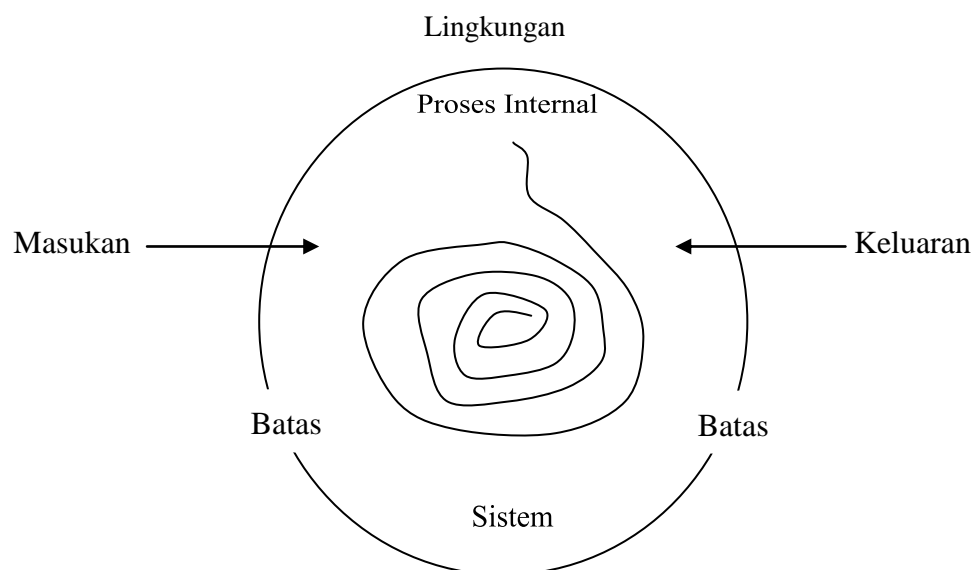 Lingkungan
Proses Internal
Masukan
Keluaran
Batas
Batas
Sistem